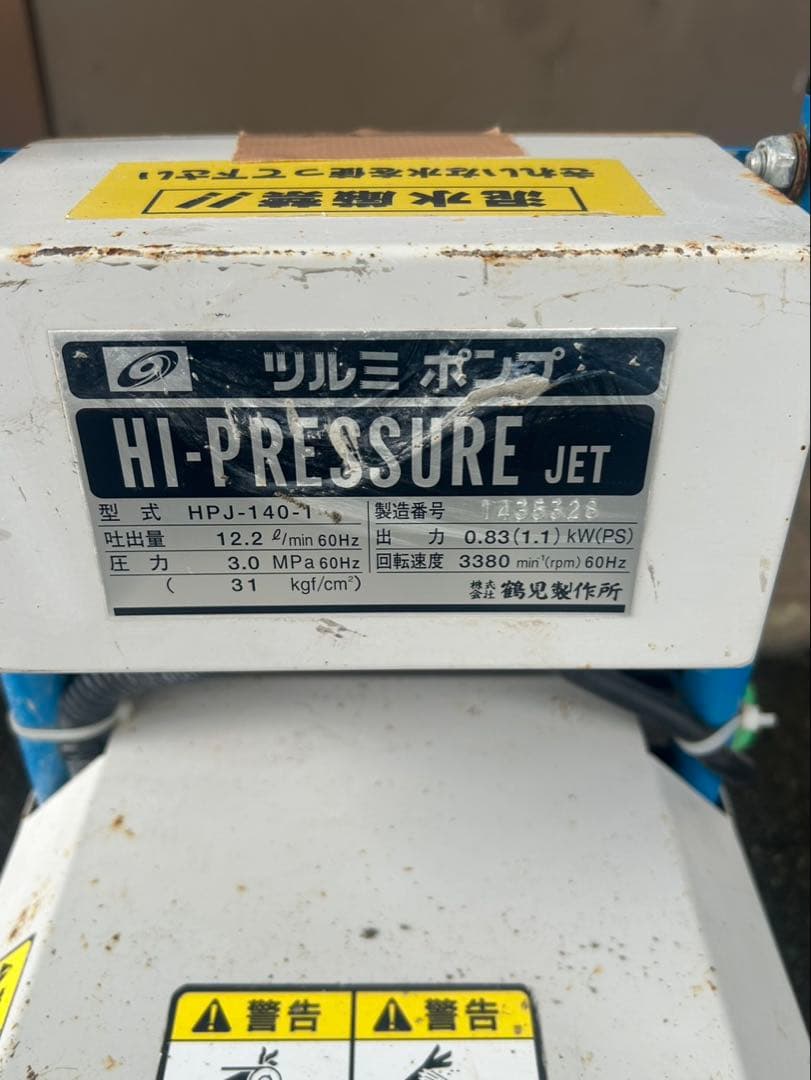 泥水厳禁!!
きれいな水を使って下さい
ツルミ ポンプ
HI-PRESSURE JET
型式 HPJ-140-1
製造番号 1435328
吐出量 12.2 ℓ/min 60Hz
出力 0.83(1.1) kW(PS)
圧力 3.0 MPa 60Hz
回転速度 3380 min⁻¹(rpm) 60Hz
( 31 kgf/cm²)
株式会社 鶴見製作所
警告
警告